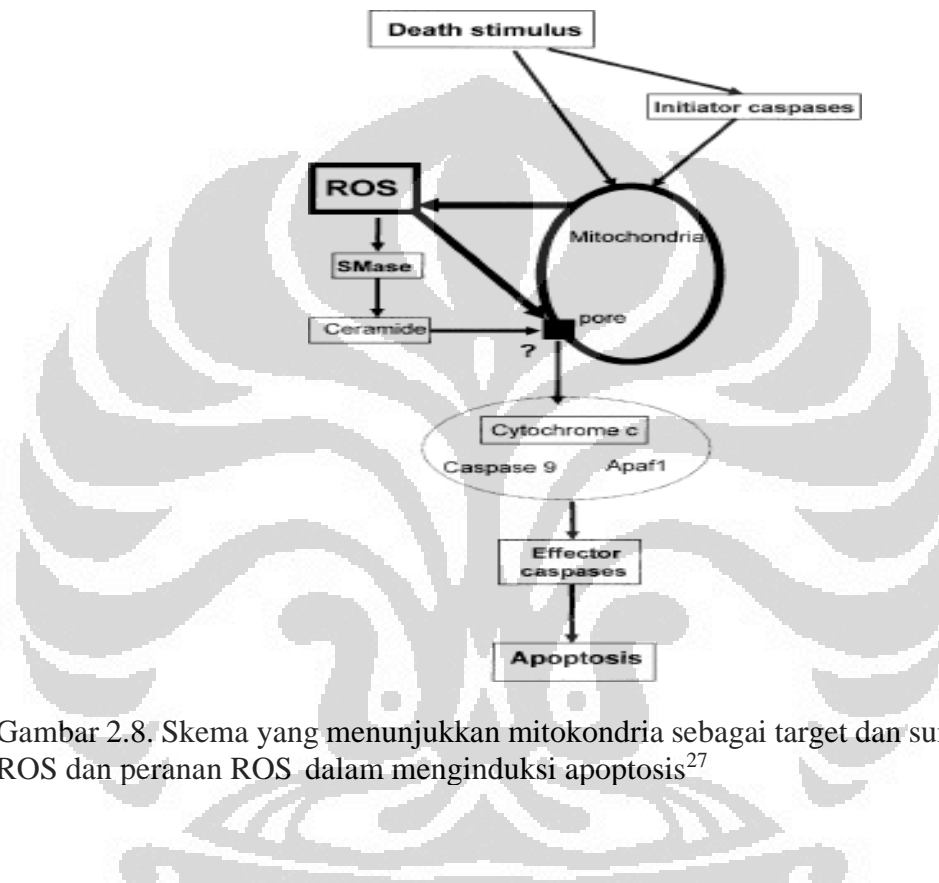 Death stimulus
Initiator caspases
ROS
Mitochondria
SMase
pore
Ceramide
?
Cytochrome c
Caspase 9 Apaf1
Effector
caspases
Apoptosis
Gambar 2.8. Skema yang menunjukkan mitokondria sebagai target dan
ROS dan peranan ROS dalam menginduksi apoptosis27